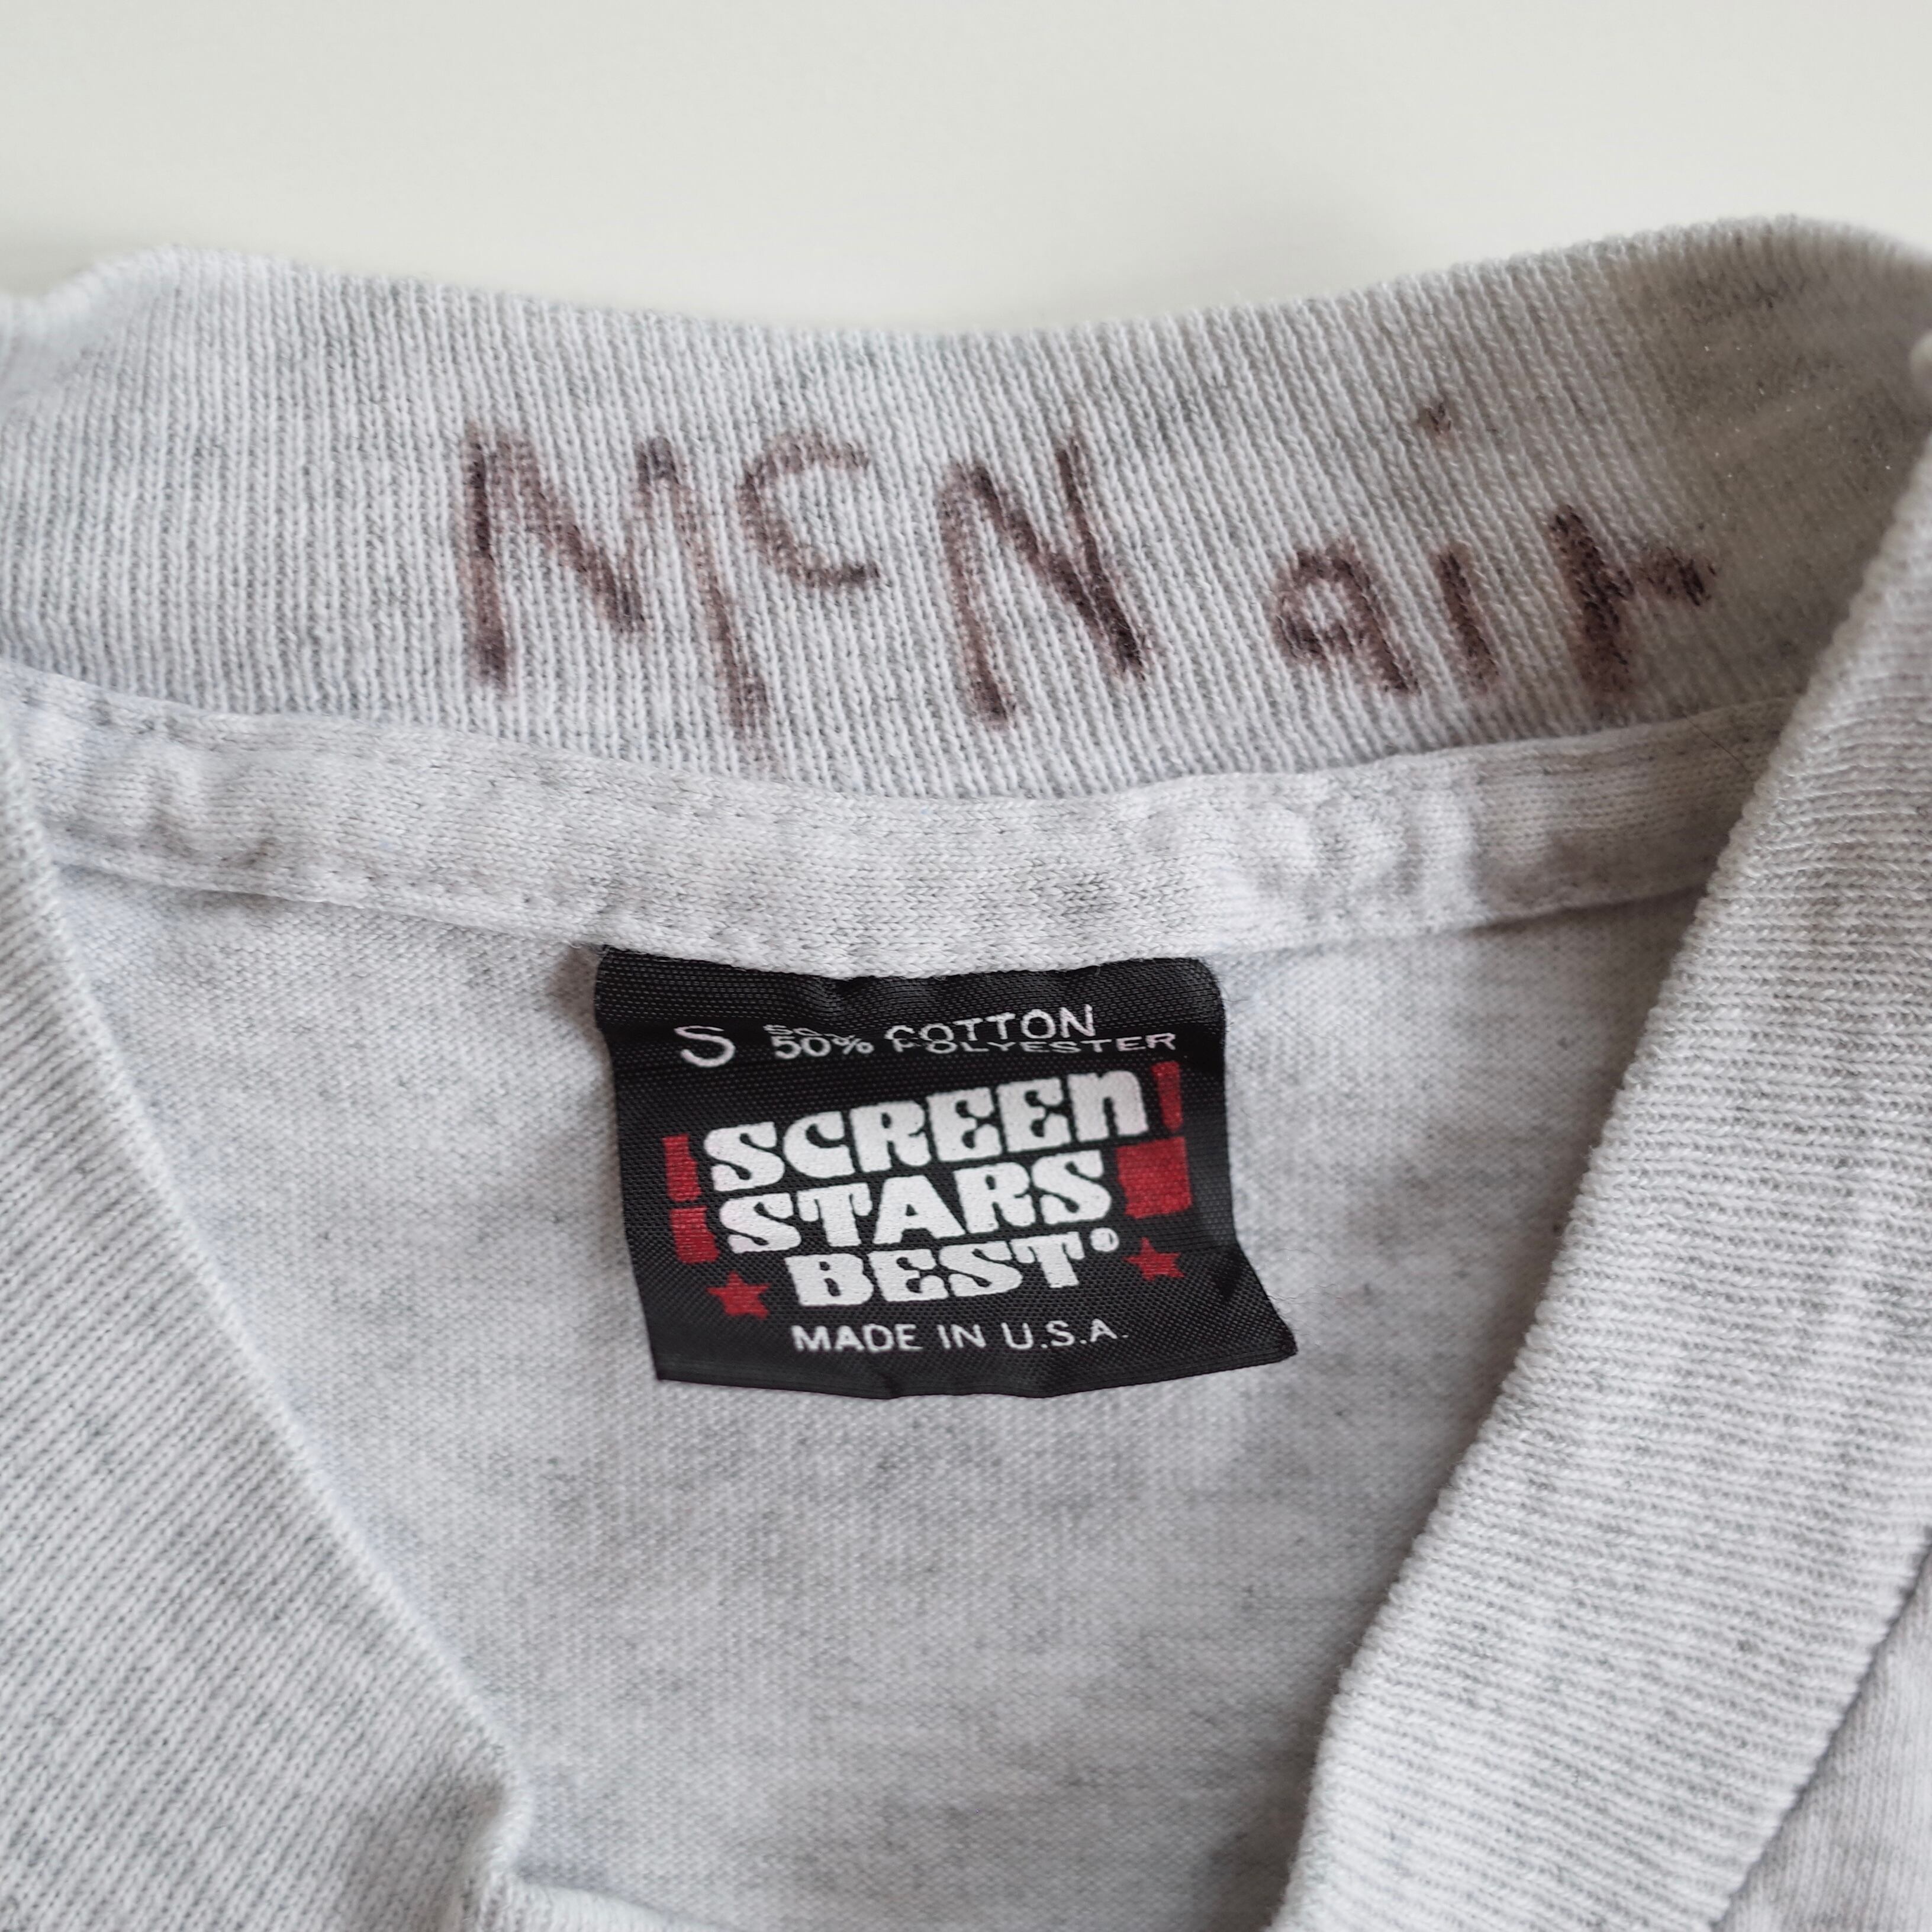 McNair
S 50% COTTON
50% POLYESTER
SCREEN
STARS
BEST®
MADE IN U.S.A.